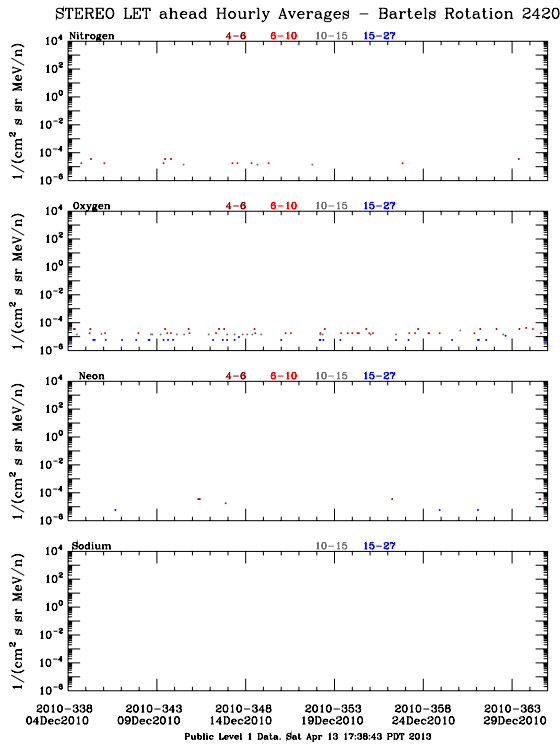 STEREO LET ahead Hourly Averages – Bartels Rotation 2420
Nitrogen 4-6 6-10 10-15 15-27
10^4
10^2
10^0
10^-2
10^-4
10^-6
1/(cm^2 s sr MeV/n)
Oxygen 4-6 6-10 10-15 15-27
10^4
10^2
10^0
10^-2
10^-4
10^-6
1/(cm^2 s sr MeV/n)
Neon 4-6 6-10 10-15 15-27
10^4
10^2
10^0
10^-2
10^-4
10^-6
1/(cm^2 s sr MeV/n)
Sodium 10-15 15-27
10^4
10^2
10^0
10^-2
10^-4
10^-6
1/(cm^2 s sr MeV/n)
2010-338 2010-343 2010-348 2010-353 2010-358 2010-363
04Dec2010 09Dec2010 14Dec2010 19Dec2010 24Dec2010 29Dec2010
Public Level 1 Data. Sat Apr 13 17:38:43 PDT 2013